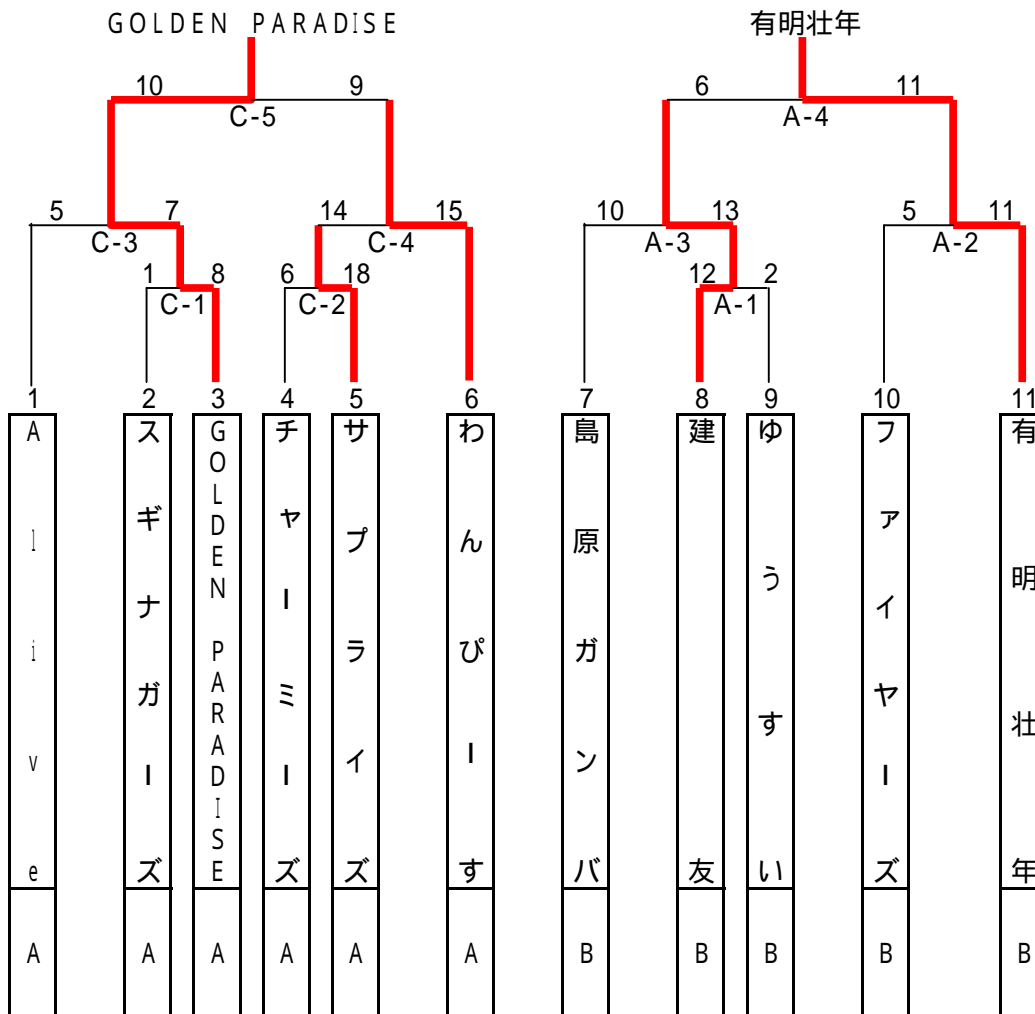 GOLDEN PARADISE 有明壮年
10 9 6 11
C-5 A-4
5 7 14 15 10 13 5 11
C-3 C-4 A-3 A-2
1 8 6 18 12 2
C-1 C-2 A-1
1 2 3 4 5 6 7 8 9 10 11
Alive
スギナガーズ
GOLDEN PARADISE
チャーミーズ
サプライズ
わんぴーす
島原ガンバ
建友
ゆうすい
ファイヤーズ
有明壮年
A A A A A A B B B B B